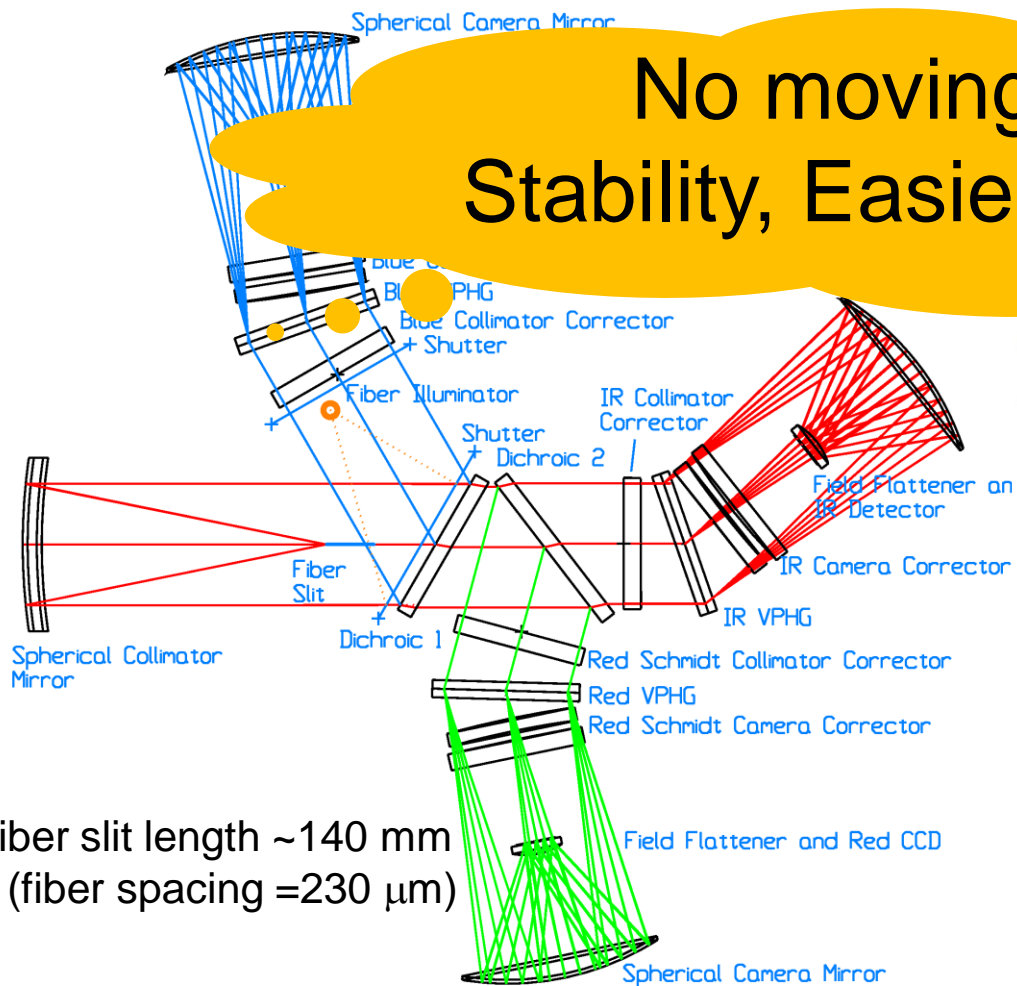 Spherical Camera Mirror
No moving
Stability, Easie
Blue
VPHG
Blue Collimator Corrector
Shutter
Fiber Illuminator
IR Collimator
Corrector
Shutter
Dichroic 2
Field Flattener an
IR Detector
Fiber
Slit
IR Camera Corrector
IR VPHG
Dichroic 1
Spherical Collimator
Mirror
Red Schmidt Collimator Corrector
Red VPHG
Red Schmidt Camera Corrector
iber slit length ~140 mm
(fiber spacing =230 μm)
Field Flattener and Red CCD
Spherical Camera Mirror